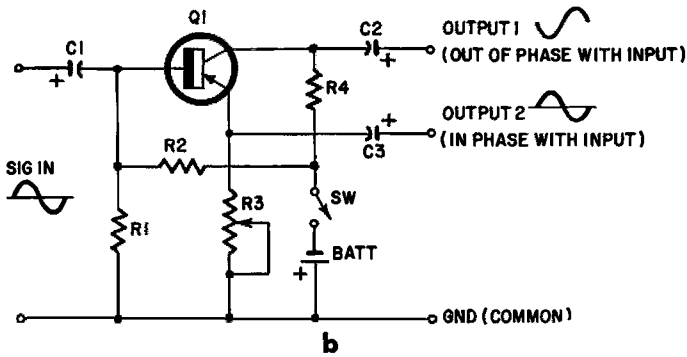 Q1
C1
+
C2
+
OUTPUT 1
(OUT OF PHASE WITH INPUT)
R4
OUTPUT 2
+
C3
(IN PHASE WITH INPUT)
R2
SIG IN
SW
R3
R1
BATT
+
GND (COMMON)
b